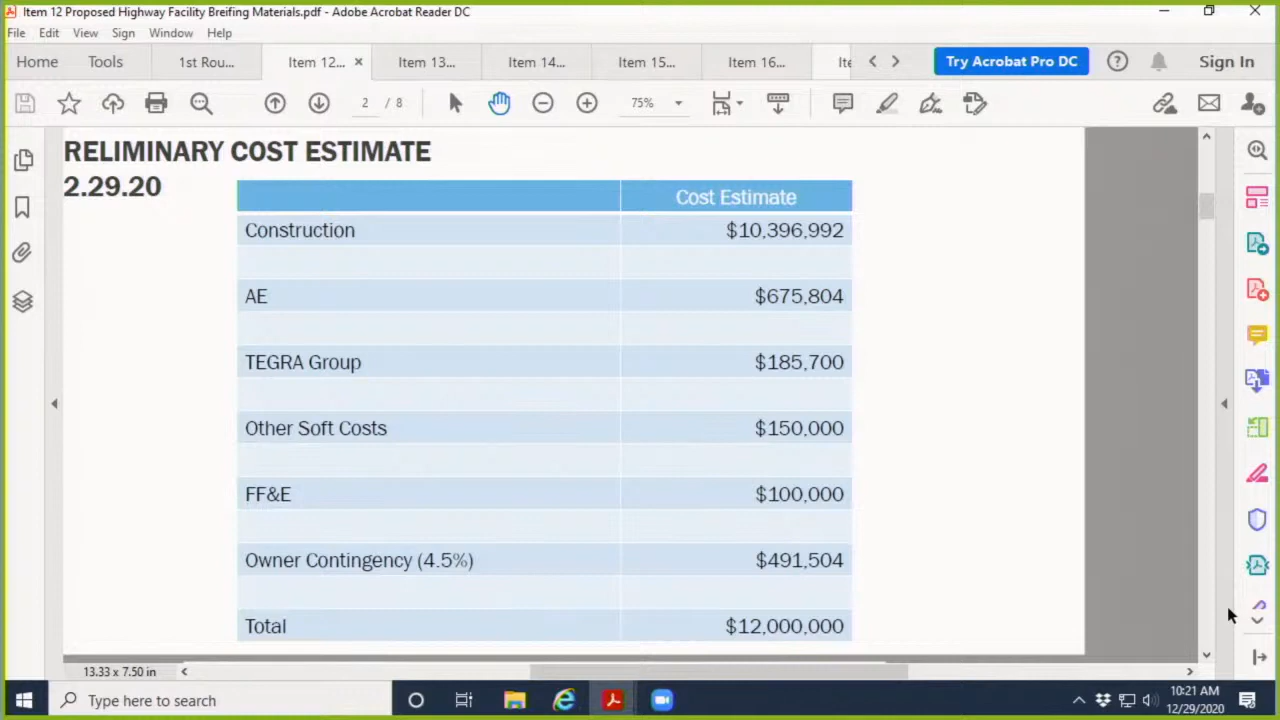 Item 12 Proposed Highway Facility Breifing Materials.pdf - Adobe Acrobat Reader DC
File Edit View Sign Window Help
Home Tools 1st Rou... Item 12... × Item 13... Item 14... Item 15... Item 16... Ite Try Acrobat Pro DC Sign In
2 / 8 75%
RELIMINARY COST ESTIMATE
2.29.20
Cost Estimate
Construction $10,396,992
AE $675,804
TEGRA Group $185,700
Other Soft Costs $150,000
FF&E $100,000
Owner Contingency (4.5%) $491,504
Total $12,000,000
13.33 x 7.50 in
Type here to search
10:21 AM
12/29/2020